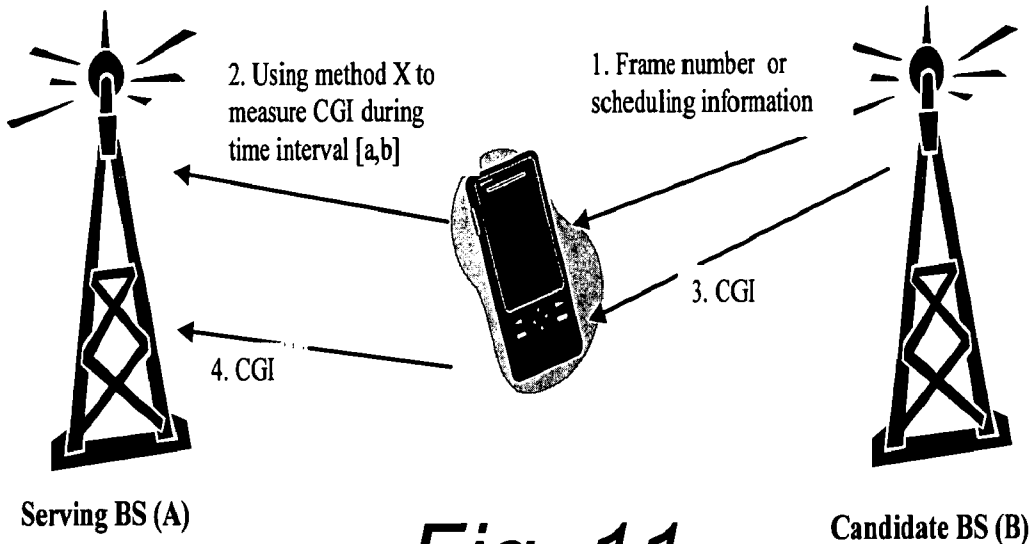 2. Using method X to
measure CGI during
time interval [a,b]
1. Frame number or
scheduling information
3. CGI
4. CGI
Serving BS (A)
Candidate BS (B)
Fig. 11